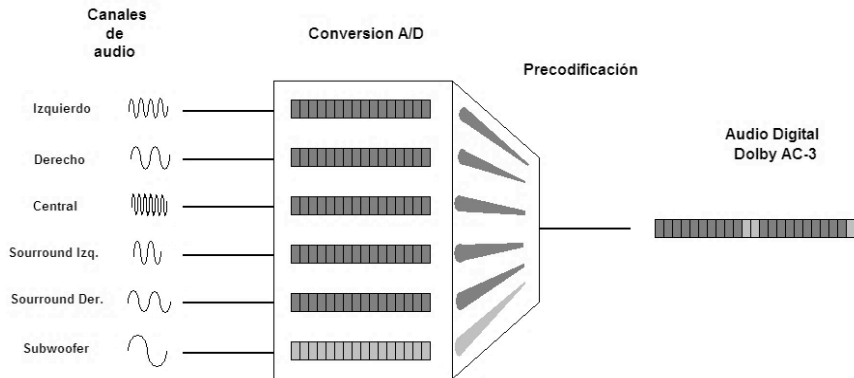 Canales
de
audio
Conversion A/D
Precodificación
Audio Digital
Dolby AC-3
Izquierdo
Derecho
Central
Sourround Izq.
Sourround Der.
Subwoofer